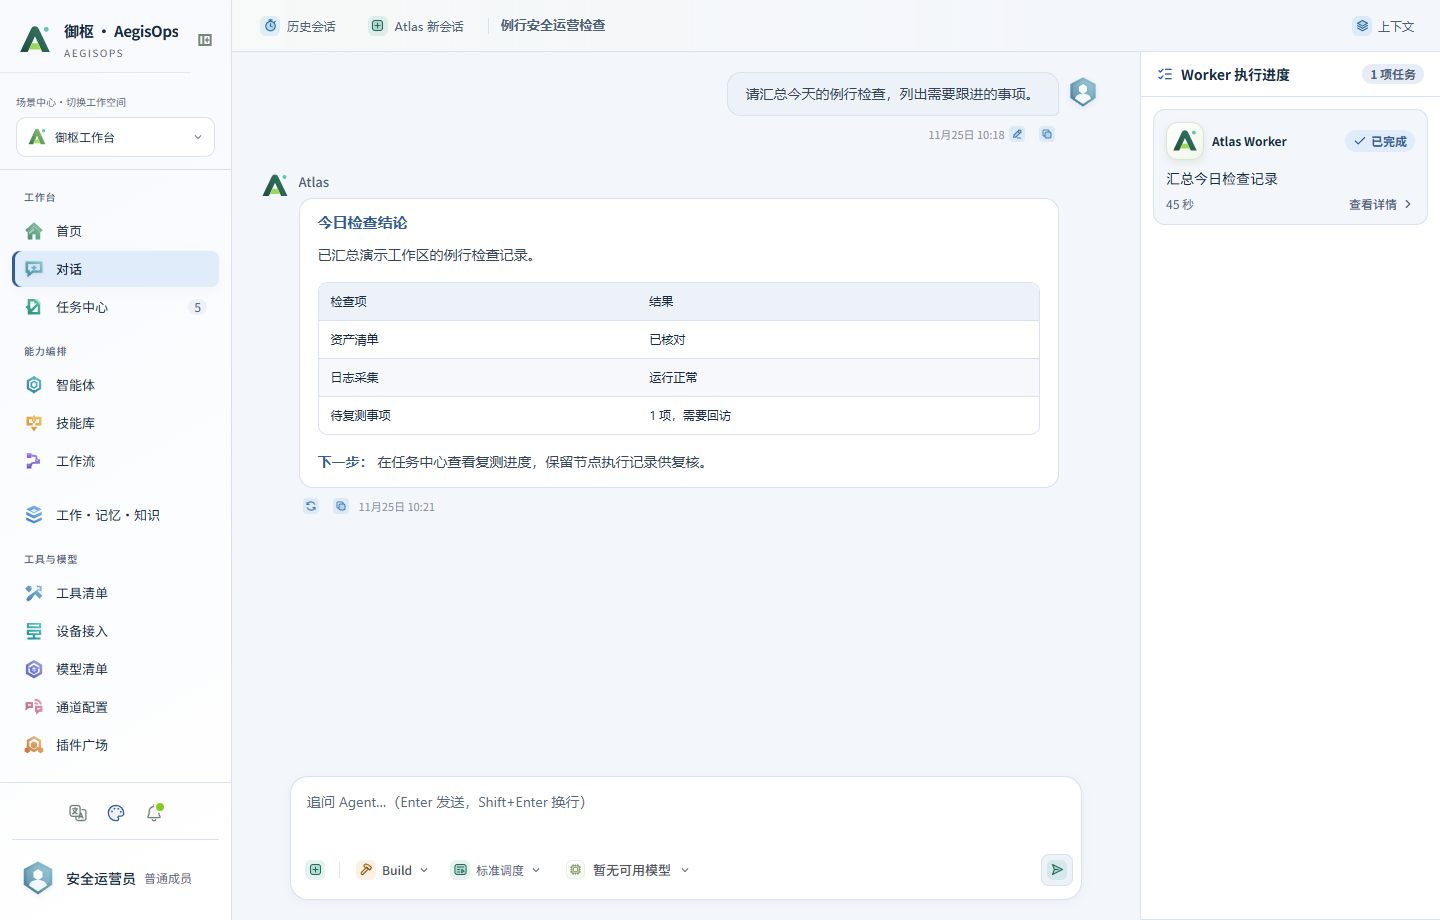 御枢 · AegisOps
AEGISOPS
场景中心 · 切换工作空间
御枢工作台
工作台
首页
对话
任务中心
5
能力编排
智能体
技能库
工作流
工作 · 记忆 · 知识
工具与模型
工具清单
设备接入
模型清单
通道配置
插件广场
安全运营员
普通成员
历史会话
Atlas 新会话
例行安全运营检查
上下文
请汇总今天的例行检查，列出需要跟进的事项。
11月25日 10:18
Atlas
今日检查结论
已汇总演示工作区的例行检查记录。
检查项 结果
资产清单 已核对
日志采集 运行正常
待复测事项 1 项，需要回访
下一步： 在任务中心查看复测进度，保留节点执行记录供复核。
11月25日 10:21
追问 Agent...（Enter 发送，Shift+Enter 换行）
Build
标准调度
暂无可用模型
Worker 执行进度
1 项任务
Atlas Worker
已完成
汇总今日检查记录
45 秒
查看详情